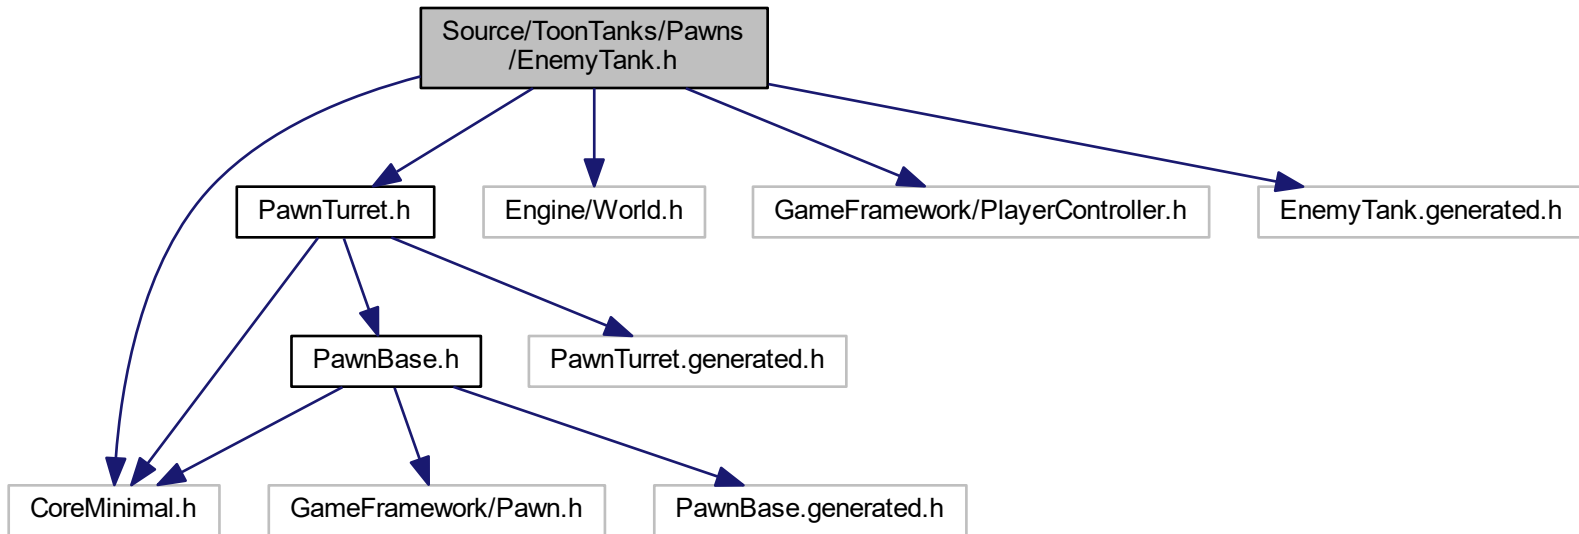 Source/ToonTanks/Pawns
/EnemyTank.h
PawnTurret.h
Engine/World.h
GameFramework/PlayerController.h
EnemyTank.generated.h
PawnBase.h
PawnTurret.generated.h
CoreMinimal.h
GameFramework/Pawn.h
PawnBase.generated.h